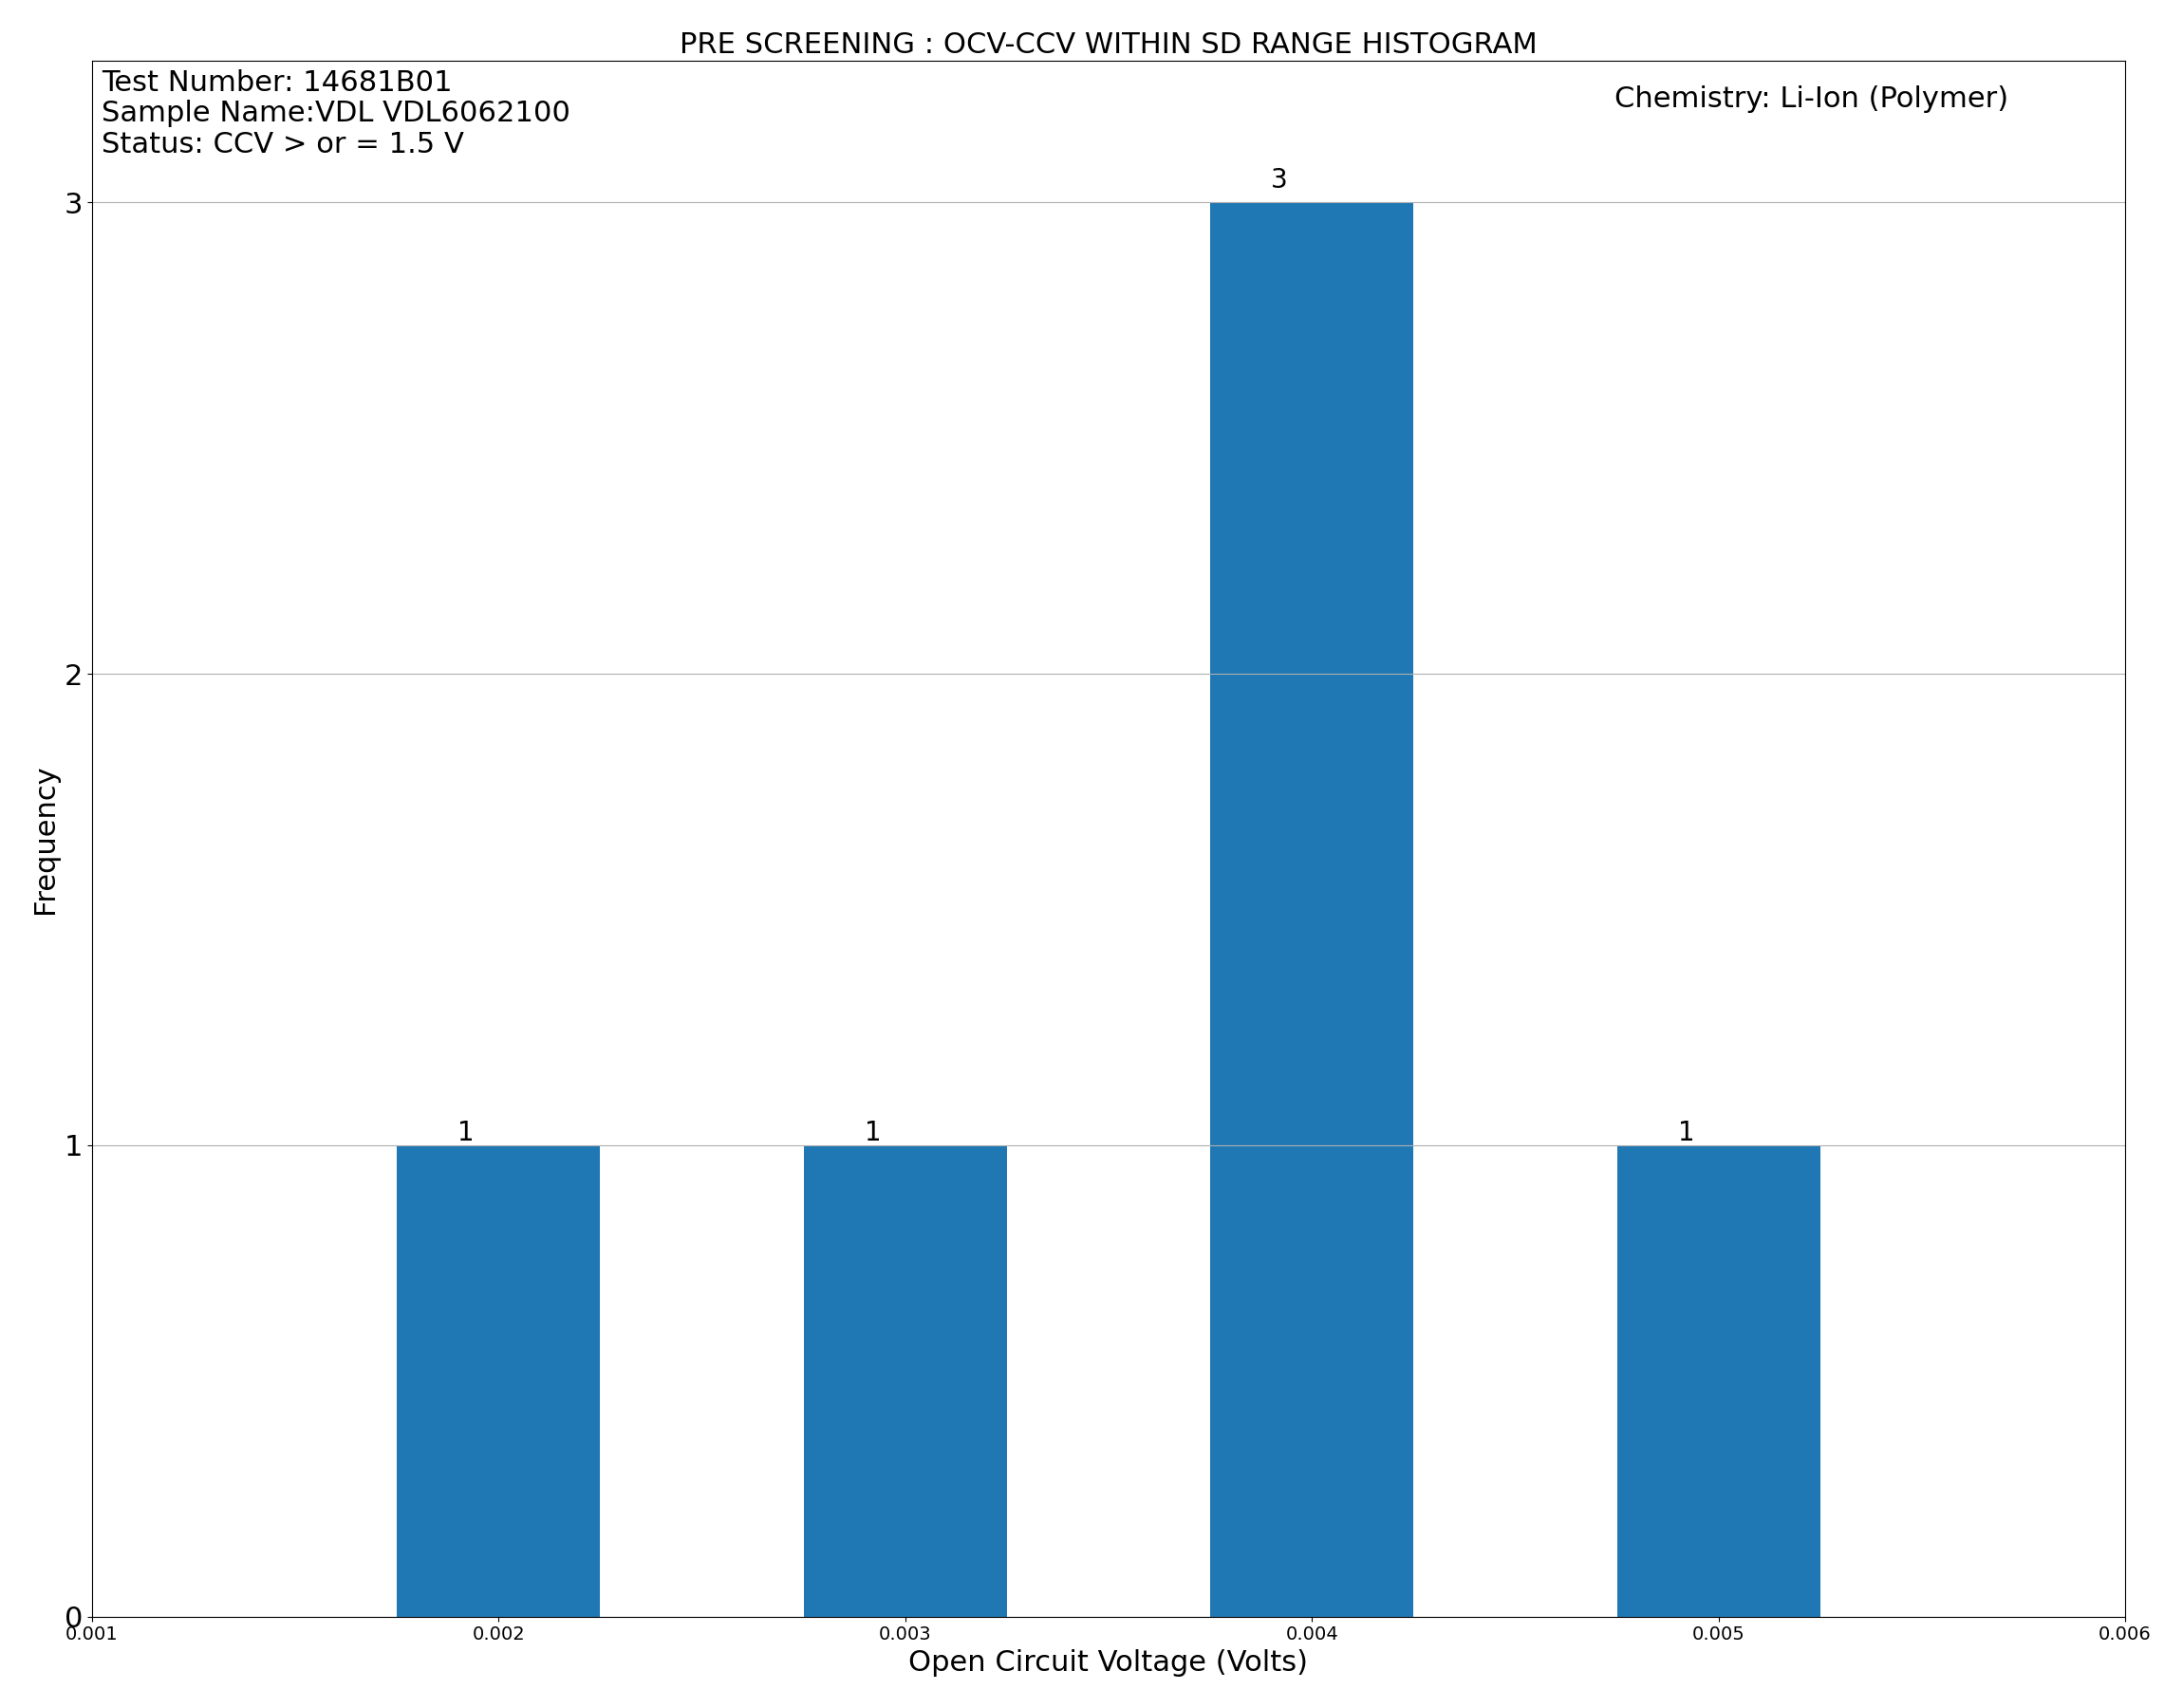 PRE SCREENING : OCV-CCV WITHIN SD RANGE HISTOGRAM
Test Number: 14681B01
Sample Name:VDL VDL6062100
Status: CCV > or = 1.5 V
Chemistry: Li-Ion (Polymer)
3
3
2
1
1
1
1
0
Frequency
0.001
0.002
0.003
0.004
0.005
0.006
Open Circuit Voltage (Volts)